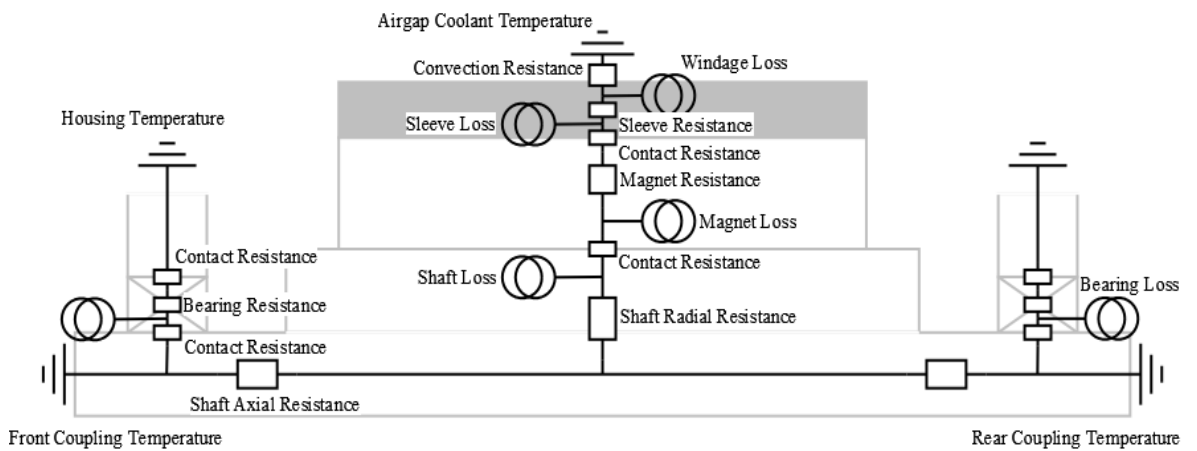 Airgap Coolant Temperature
Convection Resistance
Windage Loss
Housing Temperature
Sleeve Loss
Sleeve Resistance
Contact Resistance
Magnet Resistance
Magnet Loss
Contact Resistance
Contact Resistance
Shaft Loss
Bearing Loss
Bearing Resistance
Shaft Radial Resistance
Contact Resistance
Shaft Axial Resistance
Front Coupling Temperature
Rear Coupling Temperature